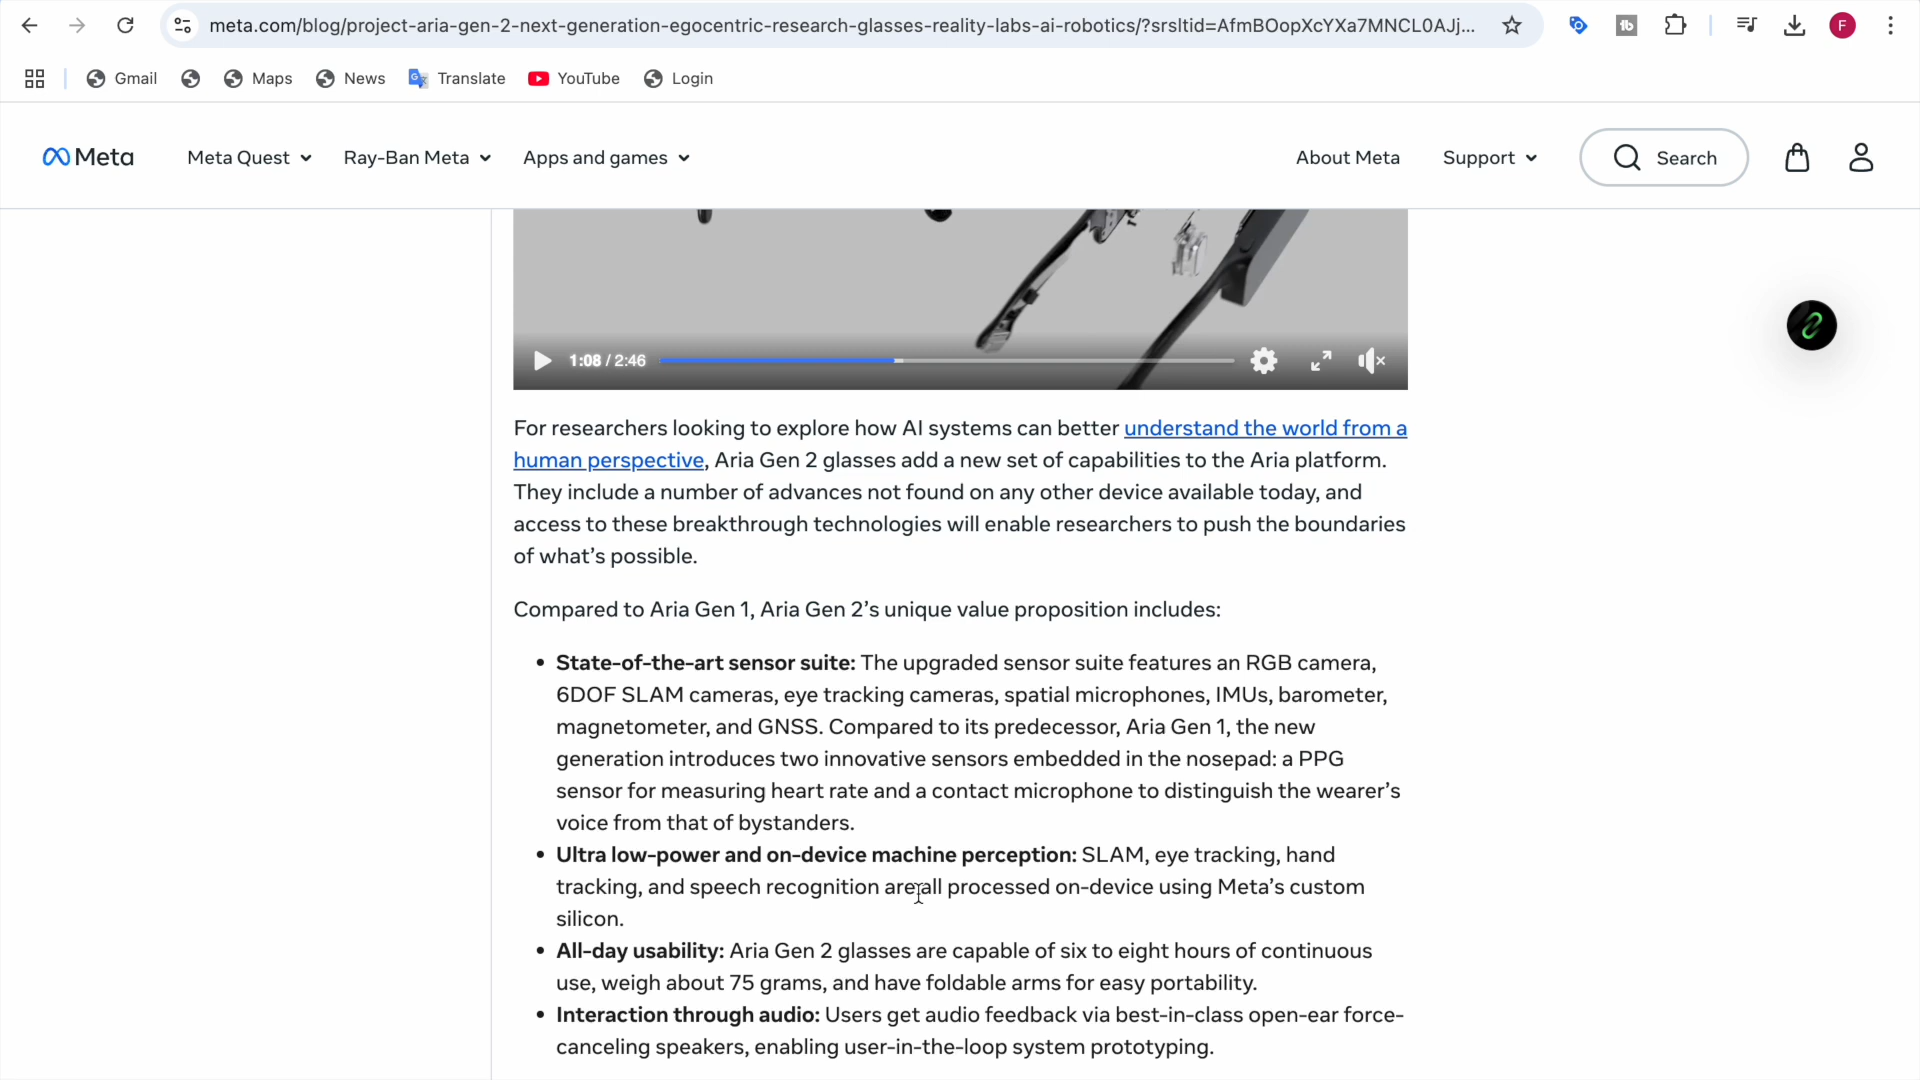 meta.com/blog/project-aria-gen-2-next-generation-egocentric-research-glasses-reality-labs-ai-robotics/?srsltid=AfmBOopXcYXa7MNCL0AJj...
F
Gmail
Maps
News
Translate
YouTube
Login
Meta
Meta Quest
Ray-Ban Meta
Apps and games
About Meta
Support
Search
1:08 / 2:46
For researchers looking to explore how AI systems can better understand the world from a
human perspective, Aria Gen 2 glasses add a new set of capabilities to the Aria platform.
They include a number of advances not found on any other device available today, and
access to these breakthrough technologies will enable researchers to push the boundaries
of what’s possible.
Compared to Aria Gen 1, Aria Gen 2’s unique value proposition includes:
• State-of-the-art sensor suite: The upgraded sensor suite features an RGB camera,
6DOF SLAM cameras, eye tracking cameras, spatial microphones, IMUs, barometer,
magnetometer, and GNSS. Compared to its predecessor, Aria Gen 1, the new
generation introduces two innovative sensors embedded in the nosepad: a PPG
sensor for measuring heart rate and a contact microphone to distinguish the wearer’s
voice from that of bystanders.
• Ultra low-power and on-device machine perception: SLAM, eye tracking, hand
tracking, and speech recognition are all processed on-device using Meta’s custom
silicon.
• All-day usability: Aria Gen 2 glasses are capable of six to eight hours of continuous
use, weigh about 75 grams, and have foldable arms for easy portability.
• Interaction through audio: Users get audio feedback via best-in-class open-ear force-
canceling speakers, enabling user-in-the-loop system prototyping.